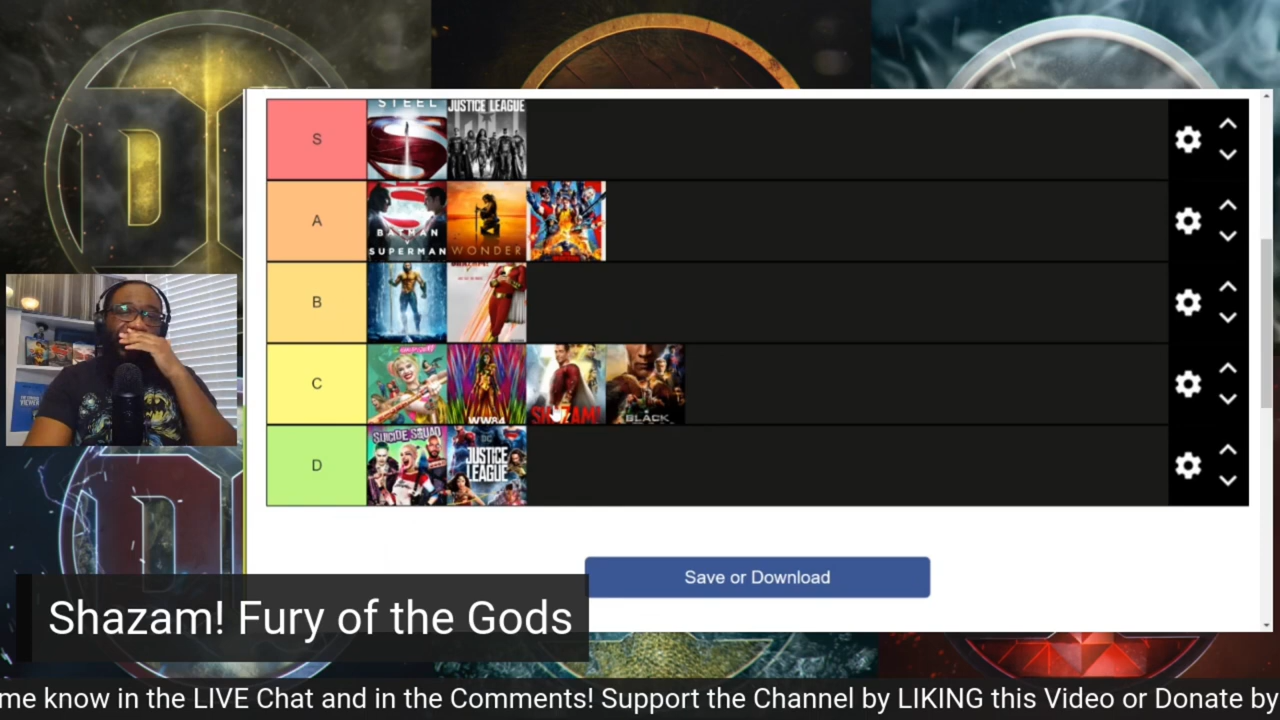 S
STEEL
JUSTICE LEAGUE
A
BATMAN
V
SUPERMAN
WONDER
B
C
WW84
SHAZAM!
BLACK
D
SUICIDE SQUAD
DC
JUSTICE
LEAGUE
Save or Download
Shazam! Fury of the Gods
me know in the LIVE Chat and in the Comments! Support the Channel by LIKING this Video or Donate by